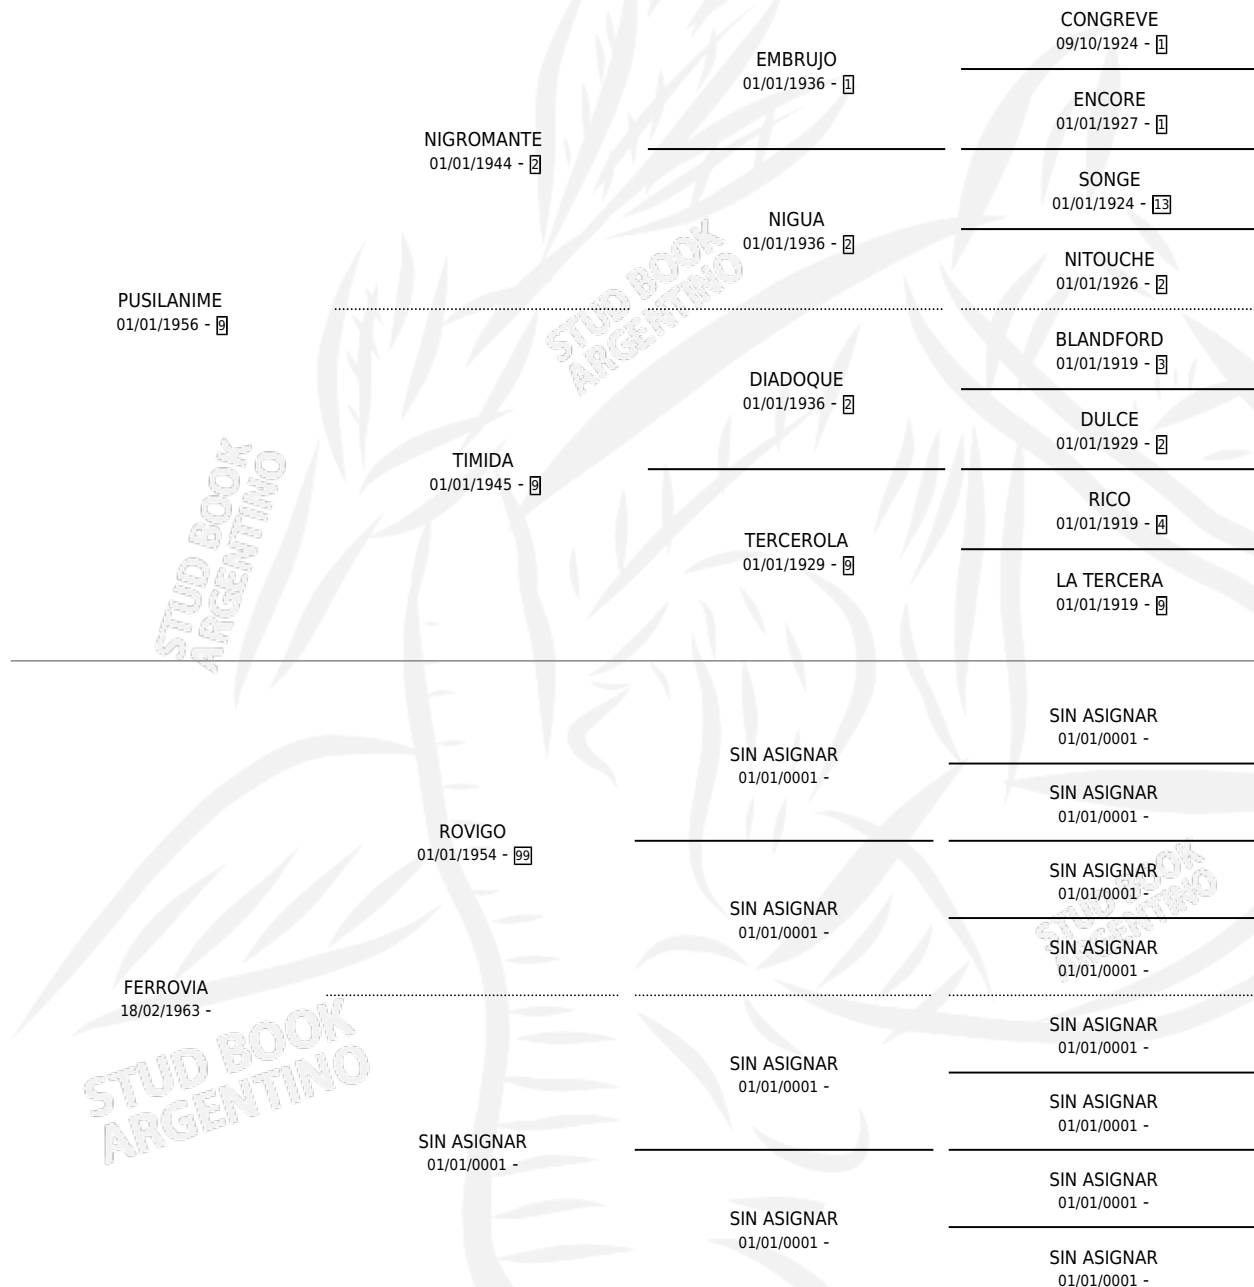 CONGREVE
09/10/1924 - 1
EMBRUJO
01/01/1936 - 1
ENCORE
01/01/1927 - 1
NIGROMANTE
01/01/1944 - 2
SONGE
01/01/1924 - 13
NIGUA
01/01/1936 - 2
NITOUCHE
01/01/1926 - 2
PUSILANIME
01/01/1956 - 9
BLANDFORD
01/01/1919 - 3
DIADOQUE
01/01/1936 - 2
DULCE
01/01/1929 - 2
TIMIDA
01/01/1945 - 9
RICO
01/01/1919 - 4
TERCEROLA
01/01/1929 - 9
LA TERCERA
01/01/1919 - 9
SIN ASIGNAR
01/01/0001 -
SIN ASIGNAR
01/01/0001 -
SIN ASIGNAR
01/01/0001 -
ROVIGO
01/01/1954 - 99
SIN ASIGNAR
01/01/0001 -
SIN ASIGNAR
01/01/0001 -
SIN ASIGNAR
01/01/0001 -
FERROVIA
18/02/1963 -
SIN ASIGNAR
01/01/0001 -
SIN ASIGNAR
01/01/0001 -
SIN ASIGNAR
01/01/0001 -
SIN ASIGNAR
01/01/0001 -
SIN ASIGNAR
01/01/0001 -
SIN ASIGNAR
01/01/0001 -
SIN ASIGNAR
01/01/0001 -
STUD BOOK
ARGENTINO
STUD BOOK
ARGENTINO
STUD BOOK
ARGENTINO
STUD BOOK
ARGENTINO